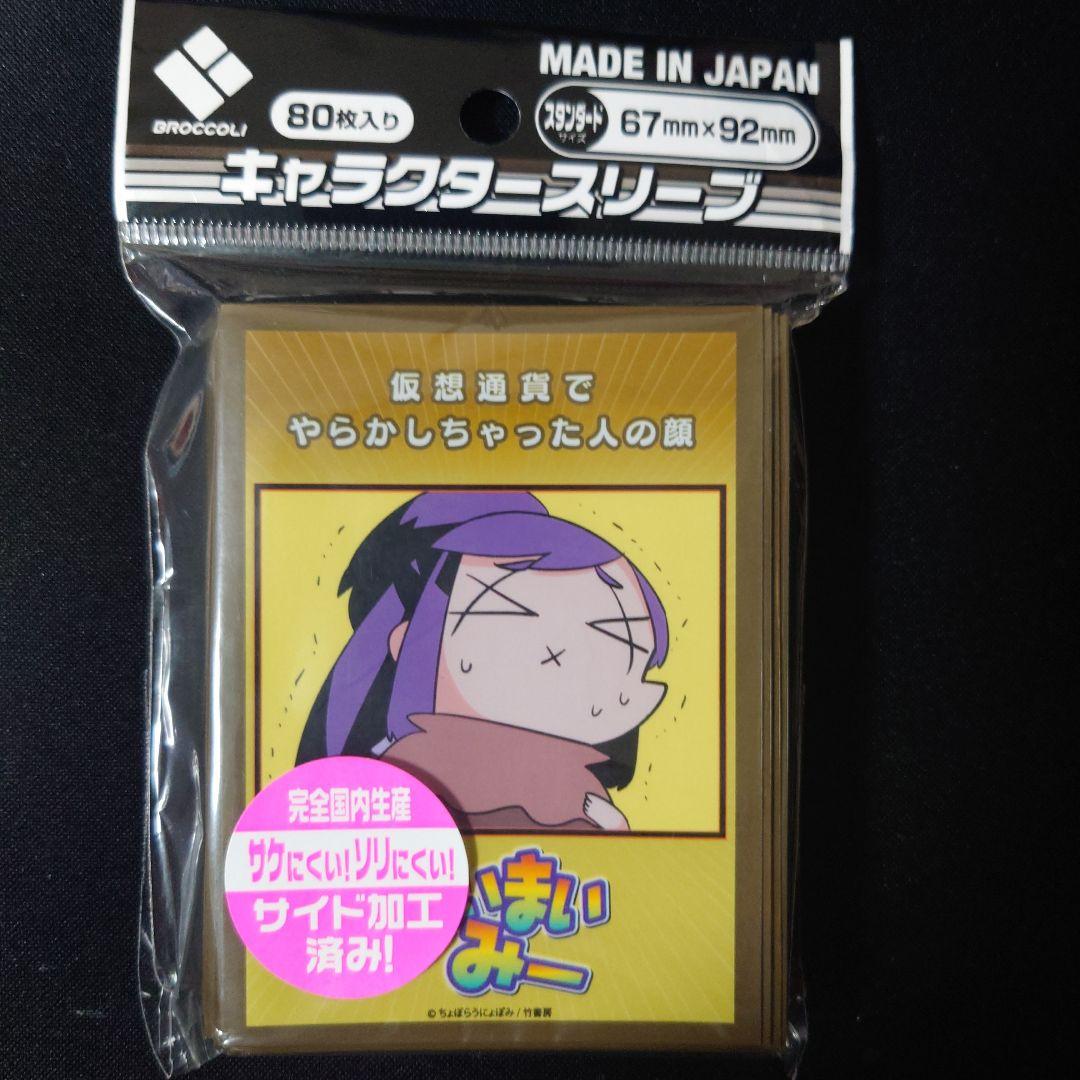 BROCCOLI
80枚入り
MADE IN JAPAN
スタンダード
サイズ
67mm×92mm
キャラクタースリーブ
仮想通貨で
やらかしちゃった人の顔
完全国内生産
サケにくい!ソリにくい!
サイド加工
済み!
いまい
みー
©ちょぼらうにょぽみ/竹書房